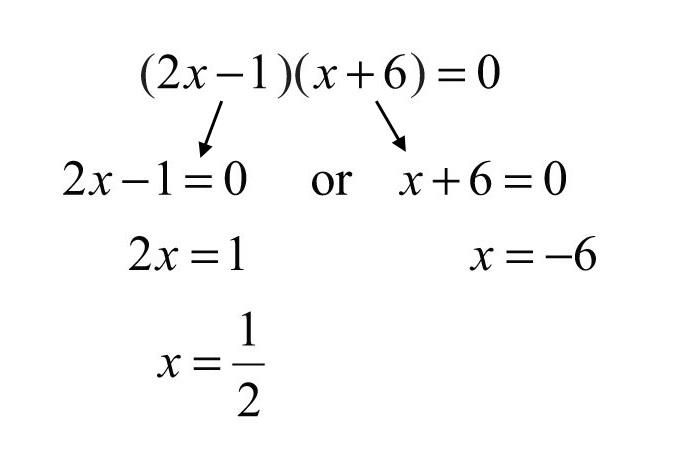 (2x−1)(x+6)=0
2x−1=0 or x+6=0
2x=1 x=−6
x=1/2